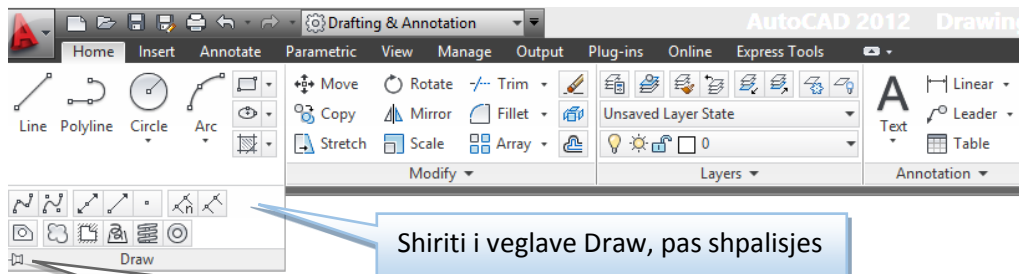 Drafting & Annotation
AutoCAD 2012 Drawing
Home Insert Annotate Parametric View Manage Output Plug-ins Online Express Tools
Line Polyline Circle Arc
Move Rotate Trim
Copy Mirror Fillet
Stretch Scale Array
Modify
Unsaved Layer State
0
Layers
Text
Linear
Leader
Table
Annotation
Draw
Shiriti i veglave Draw, pas shpalisjes